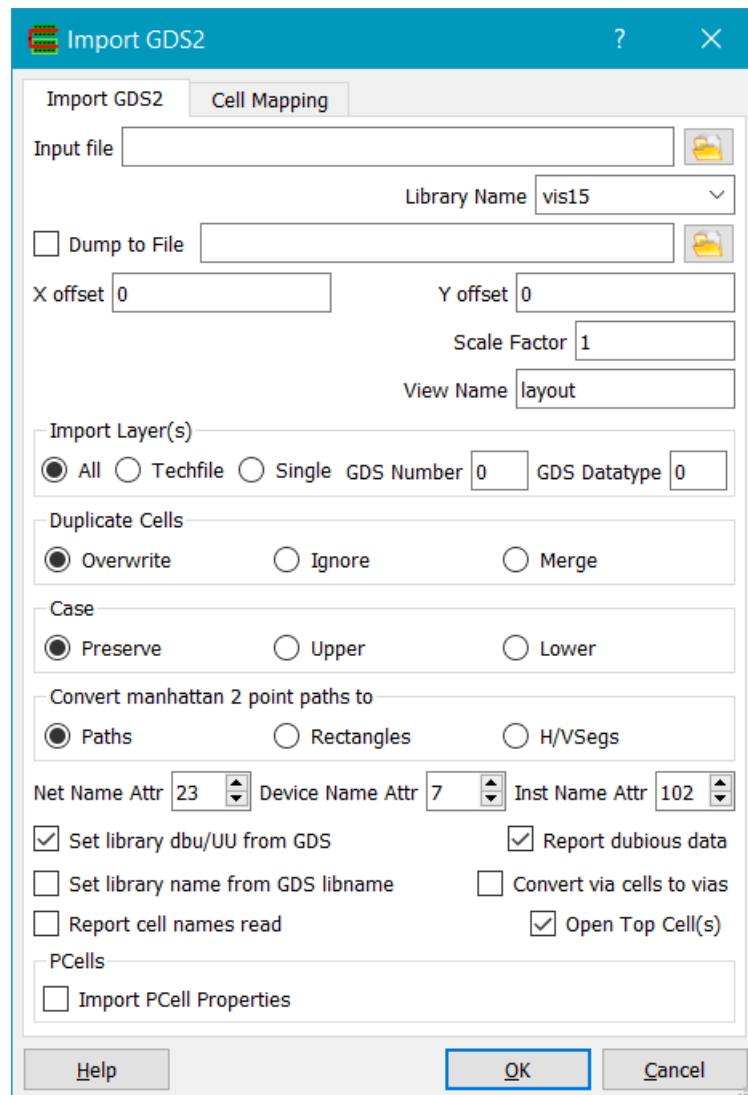 Import GDS2 ?
Import GDS2 Cell Mapping
Input file
Library Name vis15
Dump to File
X offset 0 Y offset 0
Scale Factor 1
View Name layout
Import Layer(s)
All Techfile Single GDS Number 0 GDS Datatype 0
Duplicate Cells
Overwrite Ignore Merge
Case
Preserve Upper Lower
Convert manhattan 2 point paths to
Paths Rectangles H/VSegs
Net Name Attr 23 Device Name Attr 7 Inst Name Attr 102
Set library dbu/UU from GDS Report dubious data
Set library name from GDS libname Convert via cells to vias
Report cell names read Open Top Cell(s)
PCells
Import PCell Properties
Help OK Cancel